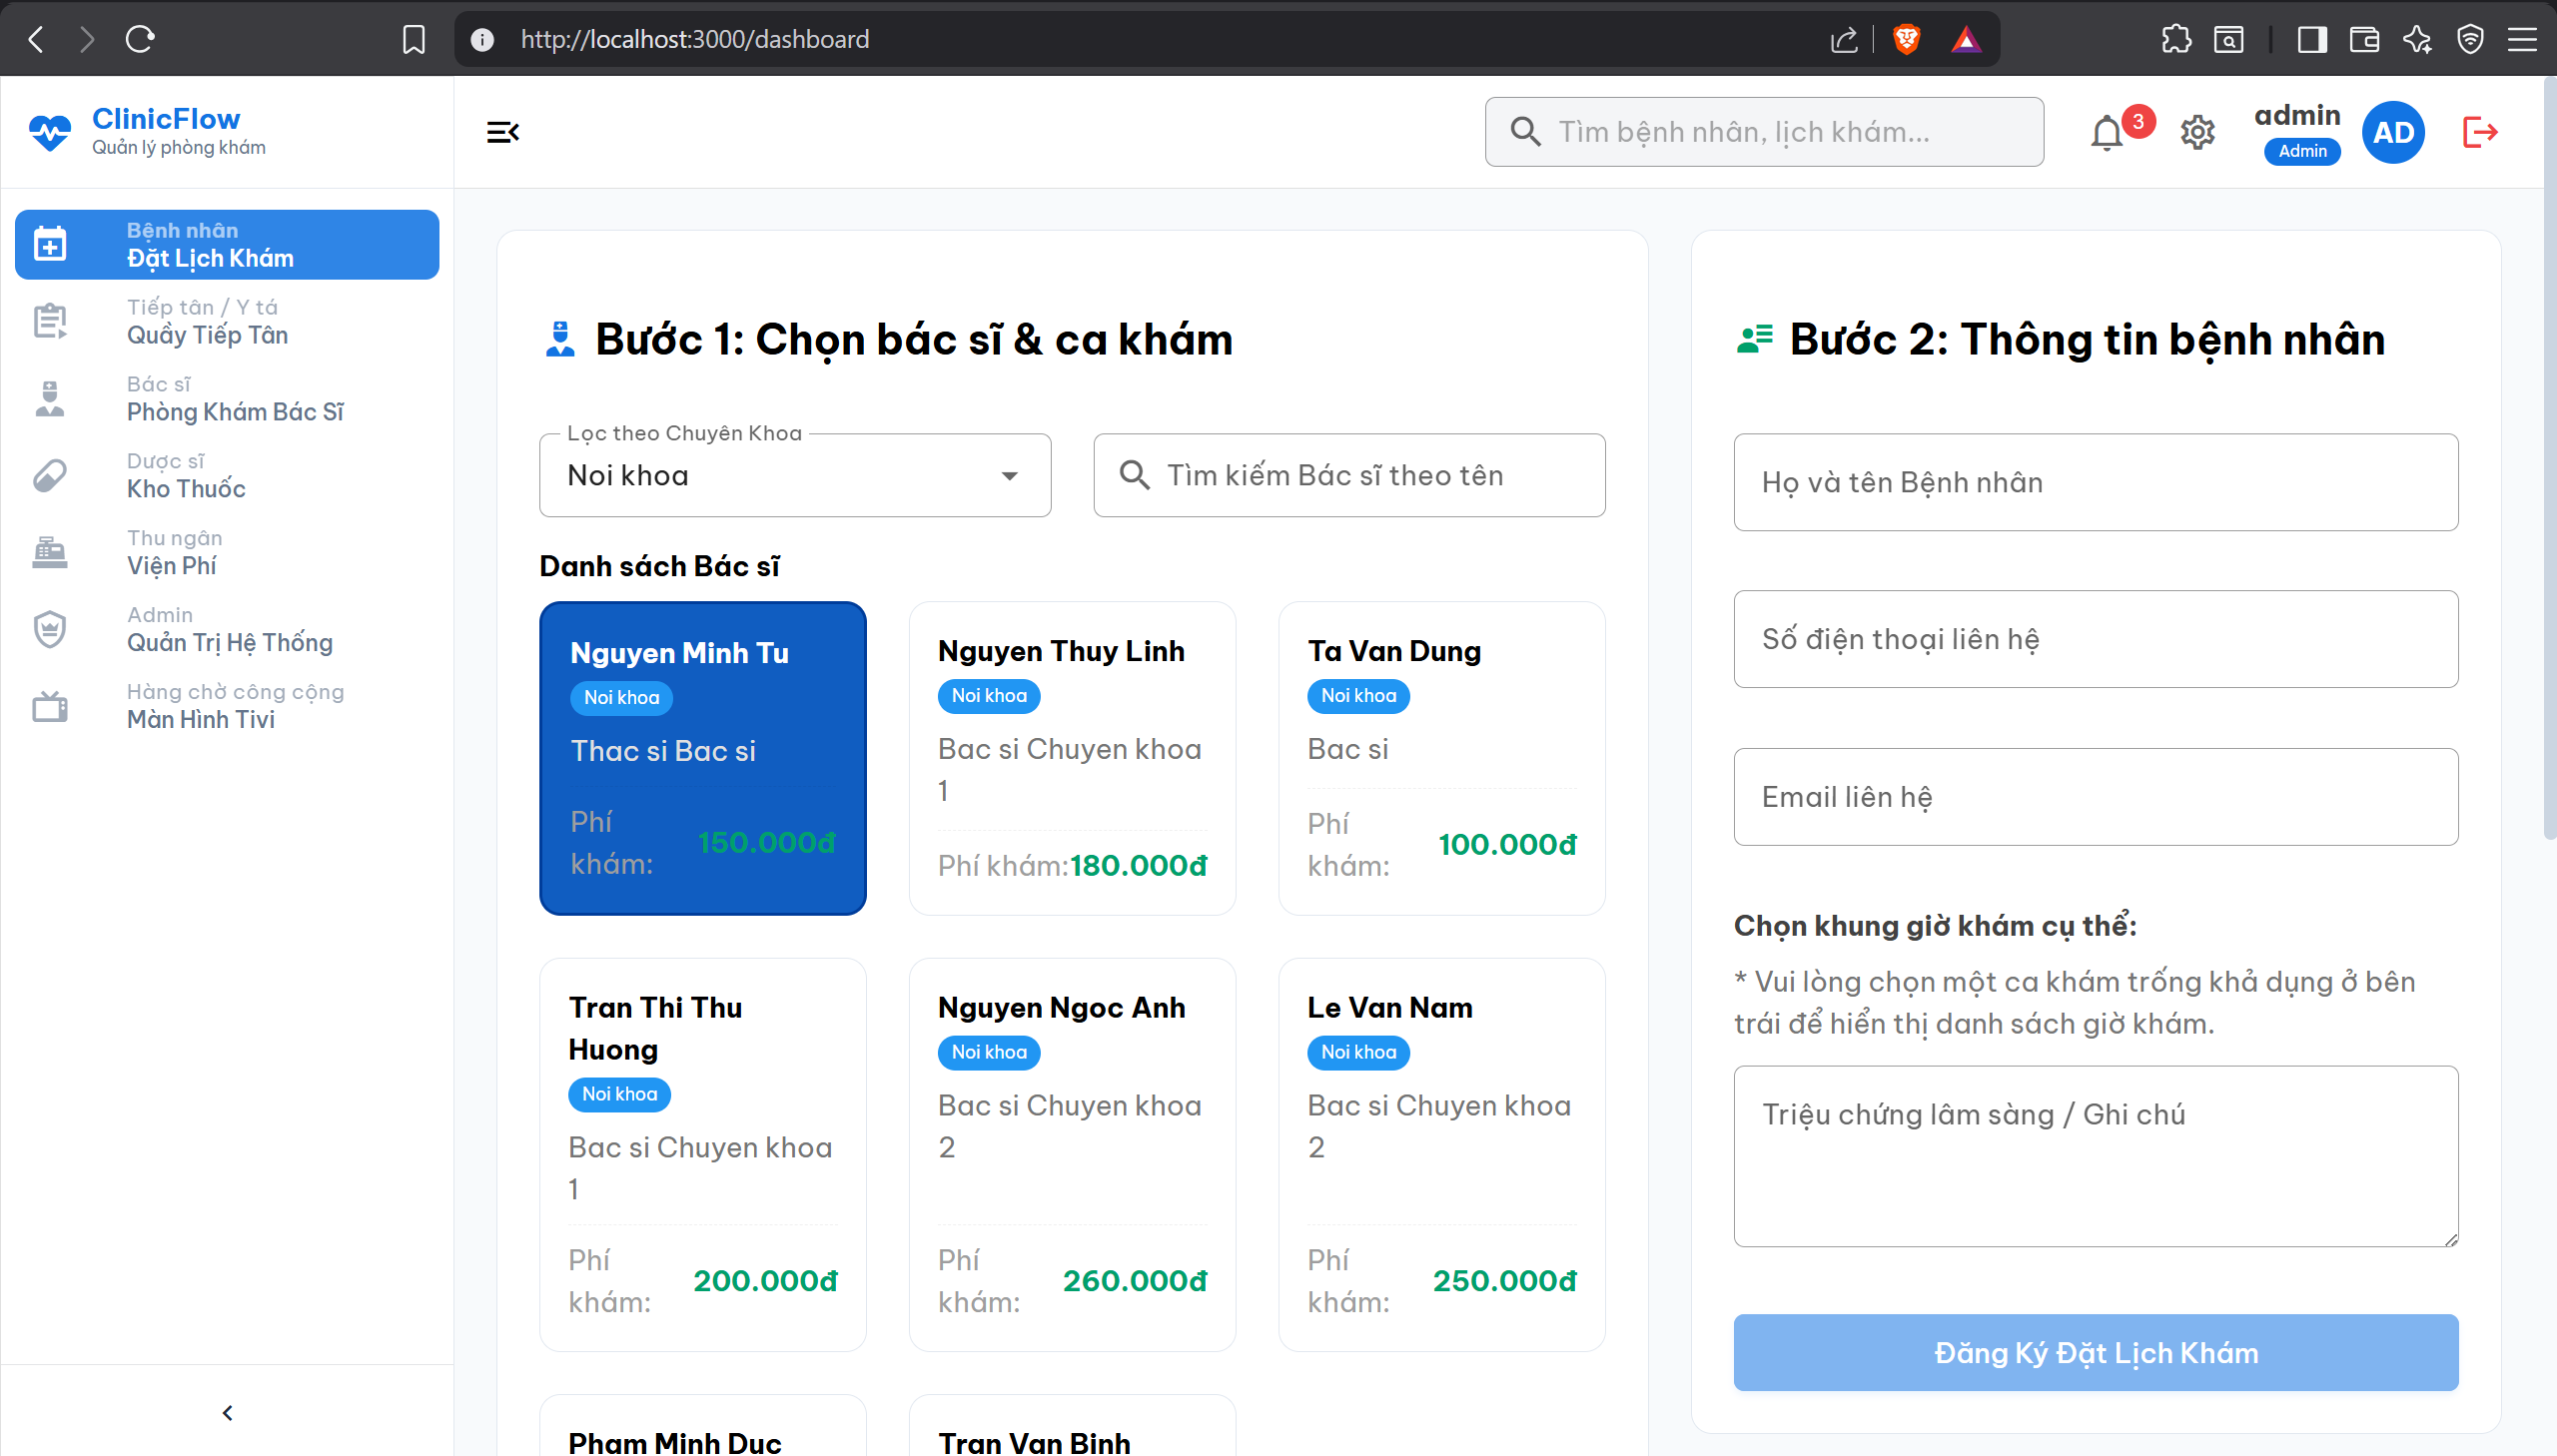 http://localhost:3000/dashboard
ClinicFlow
Quản lý phòng khám
Tìm bệnh nhân, lịch khám...
3
admin
Admin
AD
Bệnh nhân
Đặt Lịch Khám
Tiếp tân / Y tá
Quầy Tiếp Tân
Bác sĩ
Phòng Khám Bác Sĩ
Dược sĩ
Kho Thuốc
Thu ngân
Viện Phí
Admin
Quản Trị Hệ Thống
Hàng chờ công cộng
Màn Hình Tivi
Bước 1: Chọn bác sĩ & ca khám
Lọc theo Chuyên Khoa
Noi khoa
Tìm kiếm Bác sĩ theo tên
Danh sách Bác sĩ
Nguyen Minh Tu
Noi khoa
Thac si Bac si
Phí
khám:
150.000đ
Nguyen Thuy Linh
Noi khoa
Bac si Chuyen khoa
1
Phí khám:180.000đ
Ta Van Dung
Noi khoa
Bac si
Phí
khám:
100.000đ
Tran Thi Thu
Huong
Noi khoa
Bac si Chuyen khoa
1
Phí
khám:
200.000đ
Nguyen Ngoc Anh
Noi khoa
Bac si Chuyen khoa
2
Phí
khám:
260.000đ
Le Van Nam
Noi khoa
Bac si Chuyen khoa
2
Phí
khám:
250.000đ
Pham Minh Duc
Tran Van Binh
Bước 2: Thông tin bệnh nhân
Họ và tên Bệnh nhân
Số điện thoại liên hệ
Email liên hệ
Chọn khung giờ khám cụ thể:
* Vui lòng chọn một ca khám trống khả dụng ở bên
trái để hiển thị danh sách giờ khám.
Triệu chứng lâm sàng / Ghi chú
Đăng Ký Đặt Lịch Khám